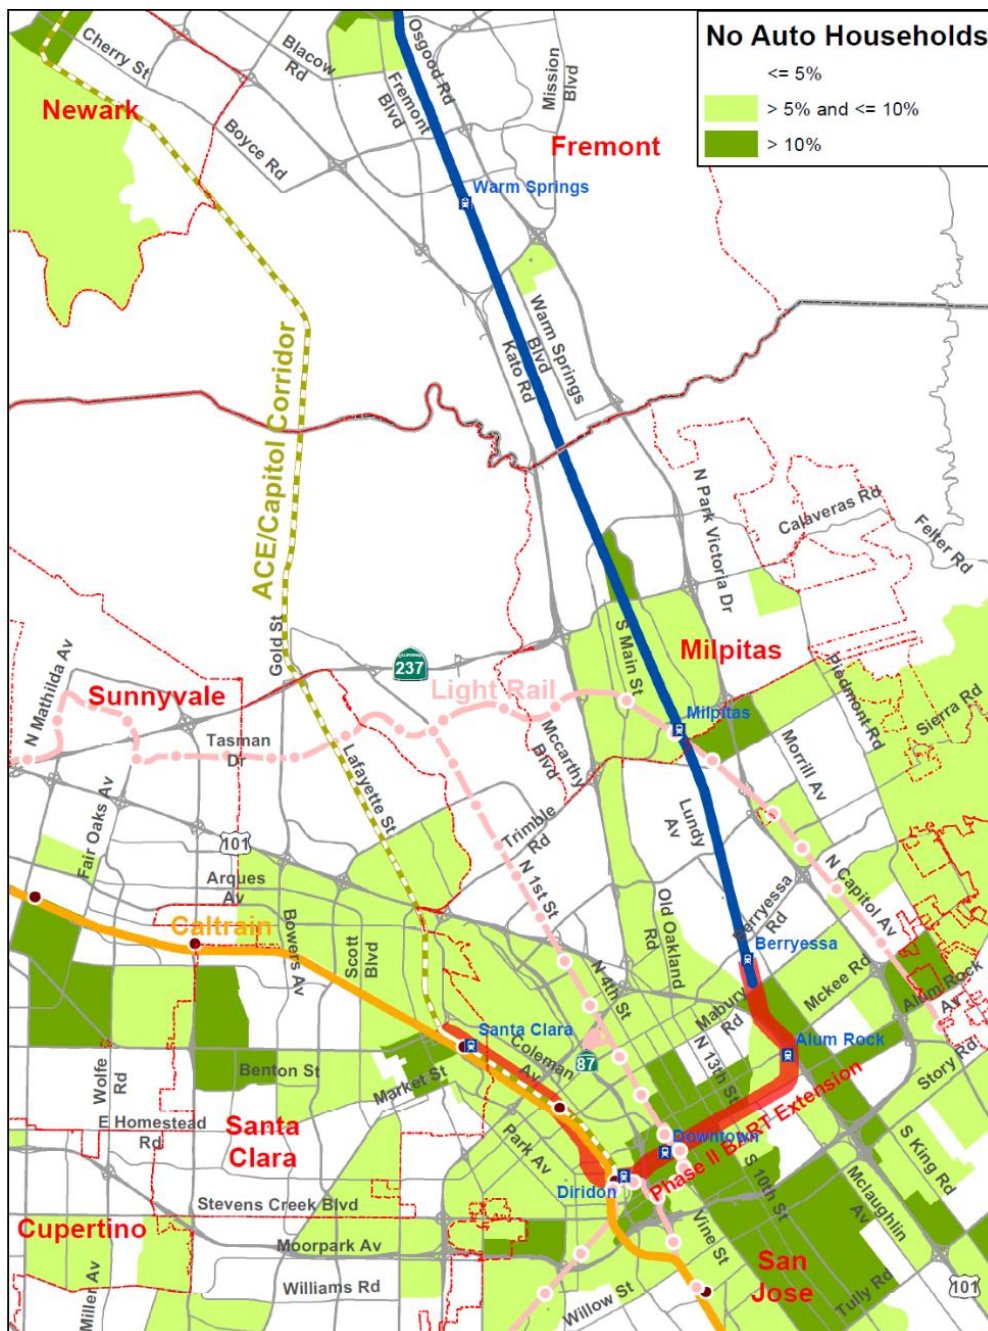 No Auto Households
<= 5%
> 5% and <= 10%
> 10%
Cherry St
Blacow
Rd
Osgood Rd
Fremont
Blvd
Mission
Blvd
Newark
Boyce Rd
Fremont
Warm Springs
Warm Springs
Blvd
Kato Rd
ACE/Capitol Corridor
N Park Victoria Dr
Calaveras Rd
Felter Rd
Gold St
S Main St
CALIFORNIA
237
Milpitas
N Mathilda Av
Sunnyvale
Light Rail
Piedmont Rd
Sierra Rd
Tasman
Dr
Milpitas
Mccarthy
Blvd
Morrill Av
Lafayette St
Fair Oaks Av
Trimble
Rd
Lundy
Av
101
Arques
Av
N 1st St
N Capitol Av
Caltrain
Bowers Av
Scott
Blvd
Old Oakland
Rd
Berryessa
Rd
Berryessa
N 4th St
Mabury
Rd
Mckee Rd
Alum Rock
Av
Santa Clara
Coleman
Av
87
N 13th St
Alum Rock
Story Rd
Wolfe
Rd
Benton St
Market St
E Homestead
Rd
Santa
Clara
Park Av
Downtown
Phase II BART Extension
S King Rd
Diridon
S 10th St
Mclaughlin
Av
Stevens Creek Blvd
Cupertino
Moorpark Av
Vine St
San
Jose
Miller Av
Williams Rd
Willow St
Tully Rd
101